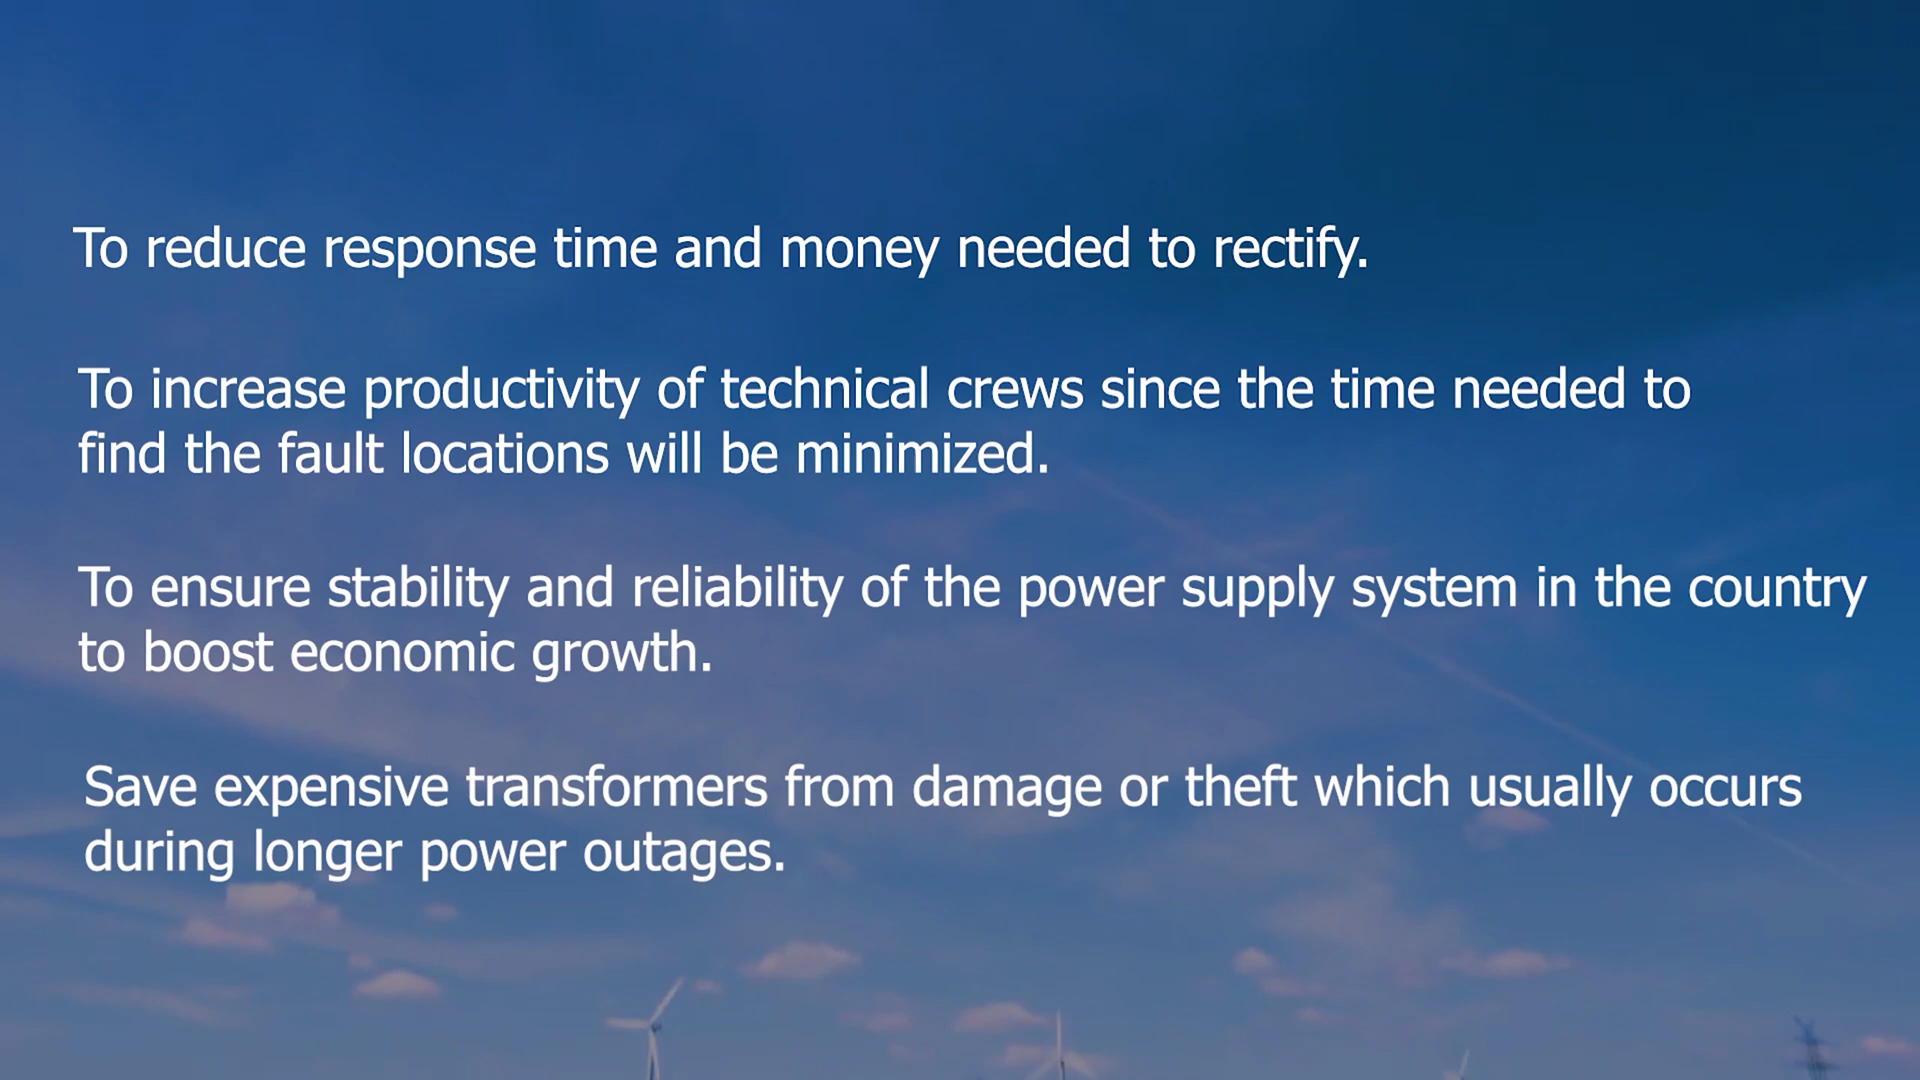 To reduce response time and money needed to rectify.
To increase productivity of technical crews since the time needed to
find the fault locations will be minimized.
To ensure stability and reliability of the power supply system in the country
to boost economic growth.
Save expensive transformers from damage or theft which usually occurs
during longer power outages.